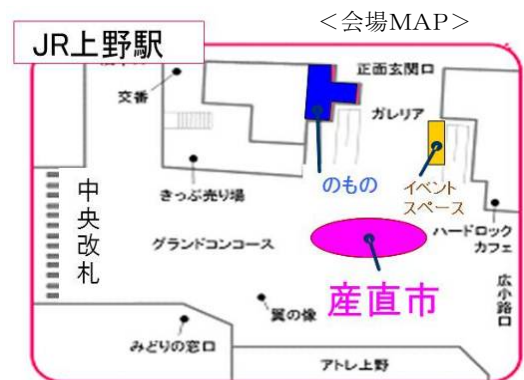 ＜会場MAP＞
JR上野駅
正面玄関口
交番
ガレリア
のもの
イベント
スペース
きっぷ売り場
中央改札
グランドコンコース
ハードロック
カフェ
産直市
広小路口
翼の像
みどりの窓口
アトレ上野